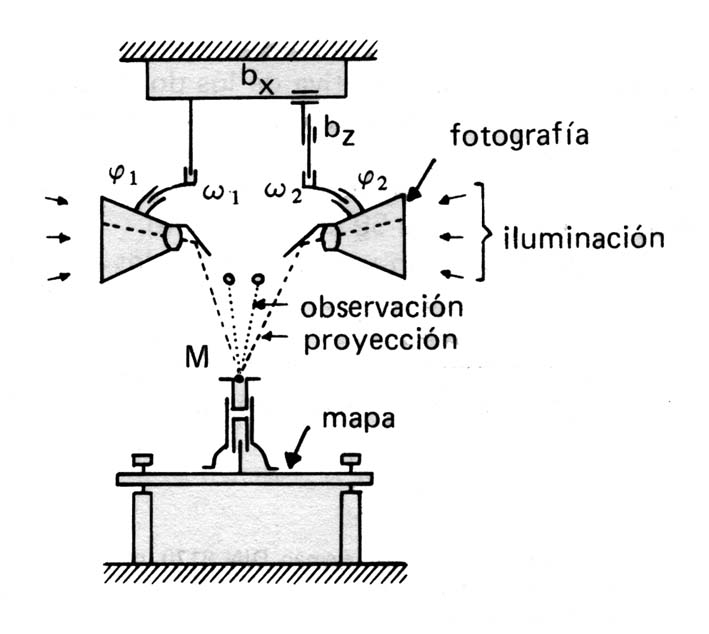 bx
bz
fotografía
φ1
ω1
ω2
φ2
iluminación
observación
proyección
M
mapa